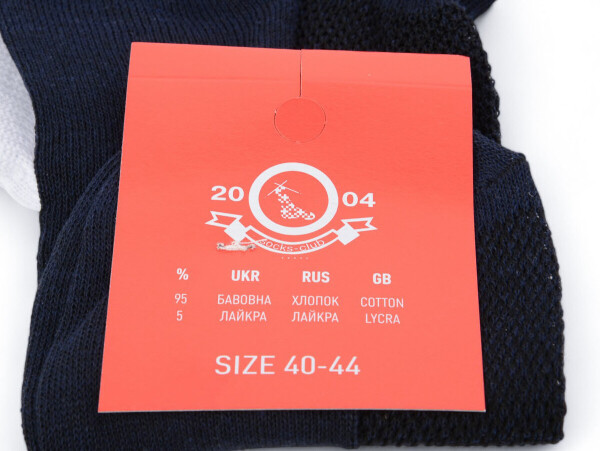 20 04
Socks-club
% UKR RUS GB
95 БАВОВНА ХЛОПОК COTTON
5 ЛАЙКРА ЛАЙКРА LYCRA
SIZE 40-44